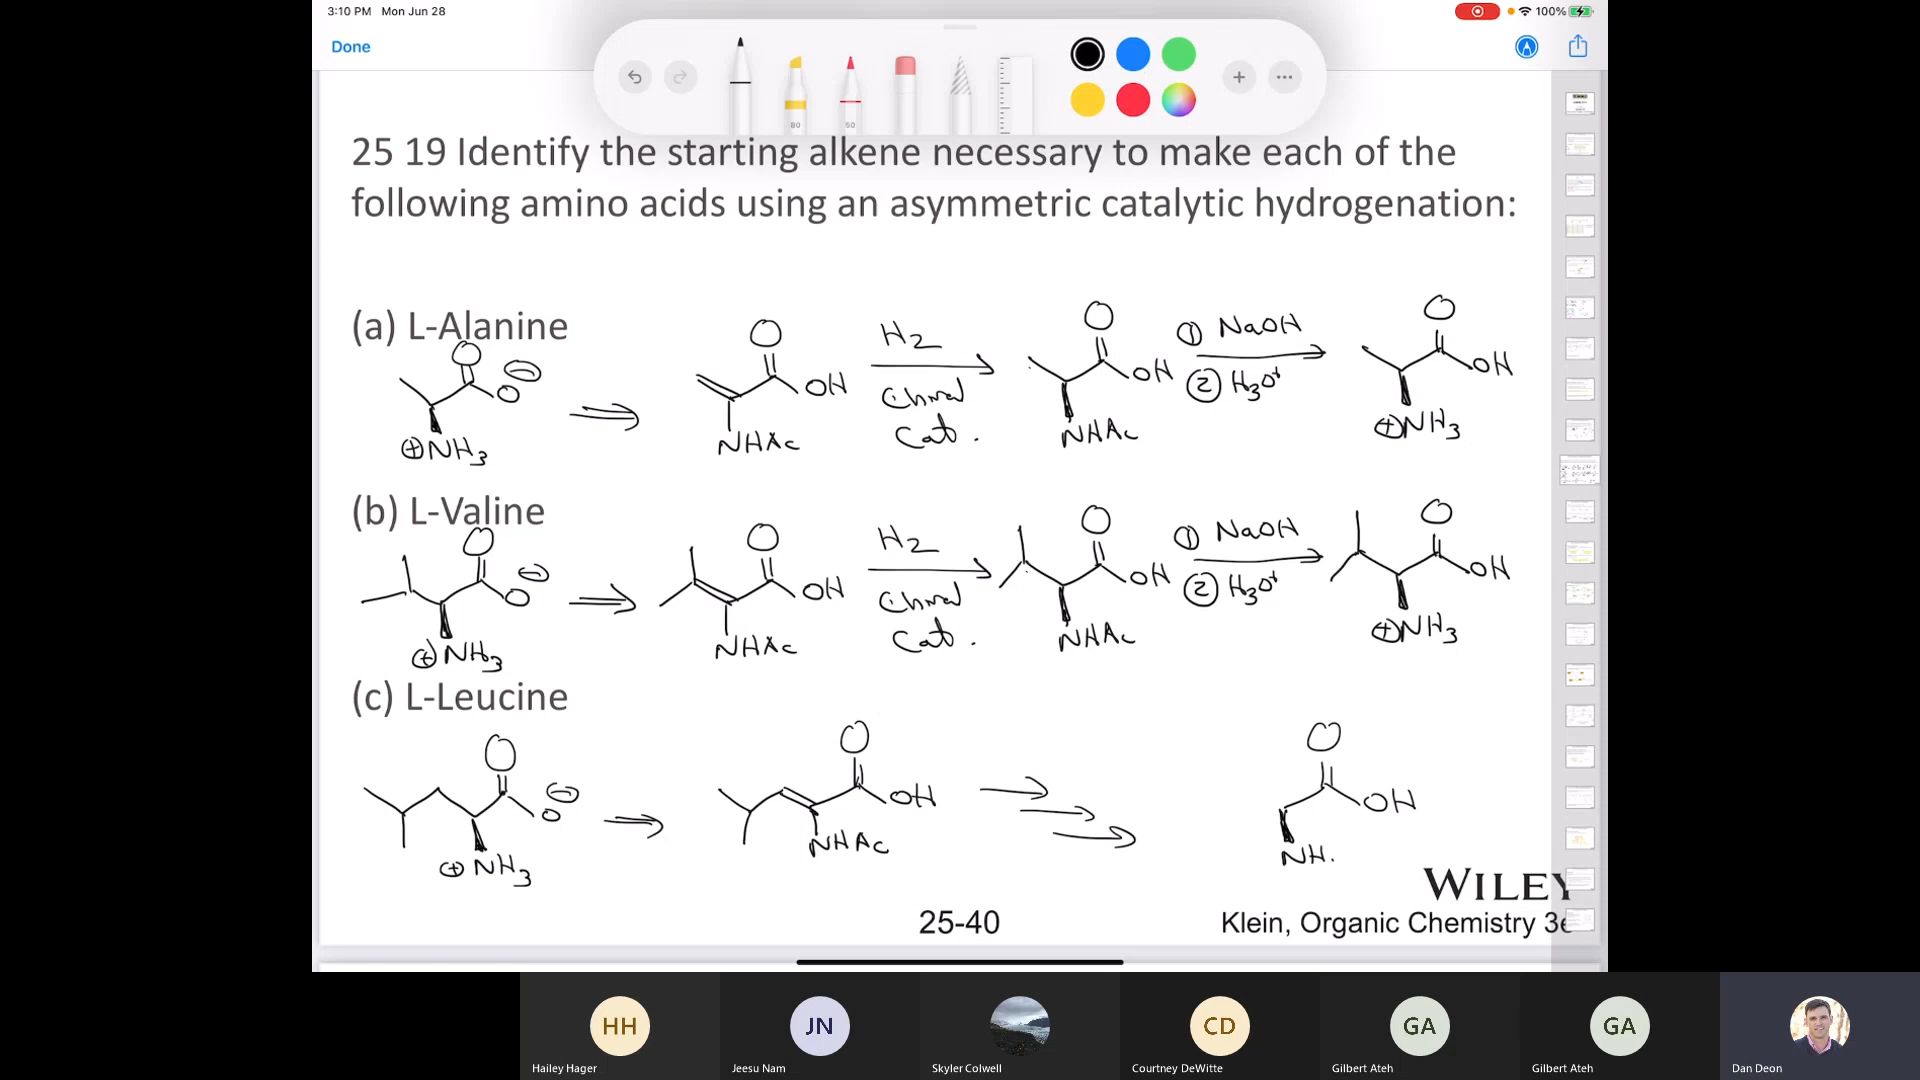 3:10 PM Mon Jun 28
100%
Done
80
50
25 19 Identify the starting alkene necessary to make each of the
following amino acids using an asymmetric catalytic hydrogenation:
(a) L-Alanine
O
O ⊖
⊕NH3
O
OH
NHAc
H2
Chiral
Cat.
O
OH
NHAc
① NaOH
② H3O+
O
OH
⊕NH3
(b) L-Valine
O
O ⊖
⊕NH3
O
OH
NHAc
H2
Chiral
Cat.
O
OH
NHAc
① NaOH
② H3O+
O
OH
⊕NH3
(c) L-Leucine
O
O ⊖
⊕NH3
O
OH
NHAc
O
OH
NH.
WILEY
25-40
Klein, Organic Chemistry 3e
HH
JN
CD
GA
GA
Hailey Hager
Jeesu Nam
Skyler Colwell
Courtney DeWitte
Gilbert Ateh
Gilbert Ateh
Dan Deon